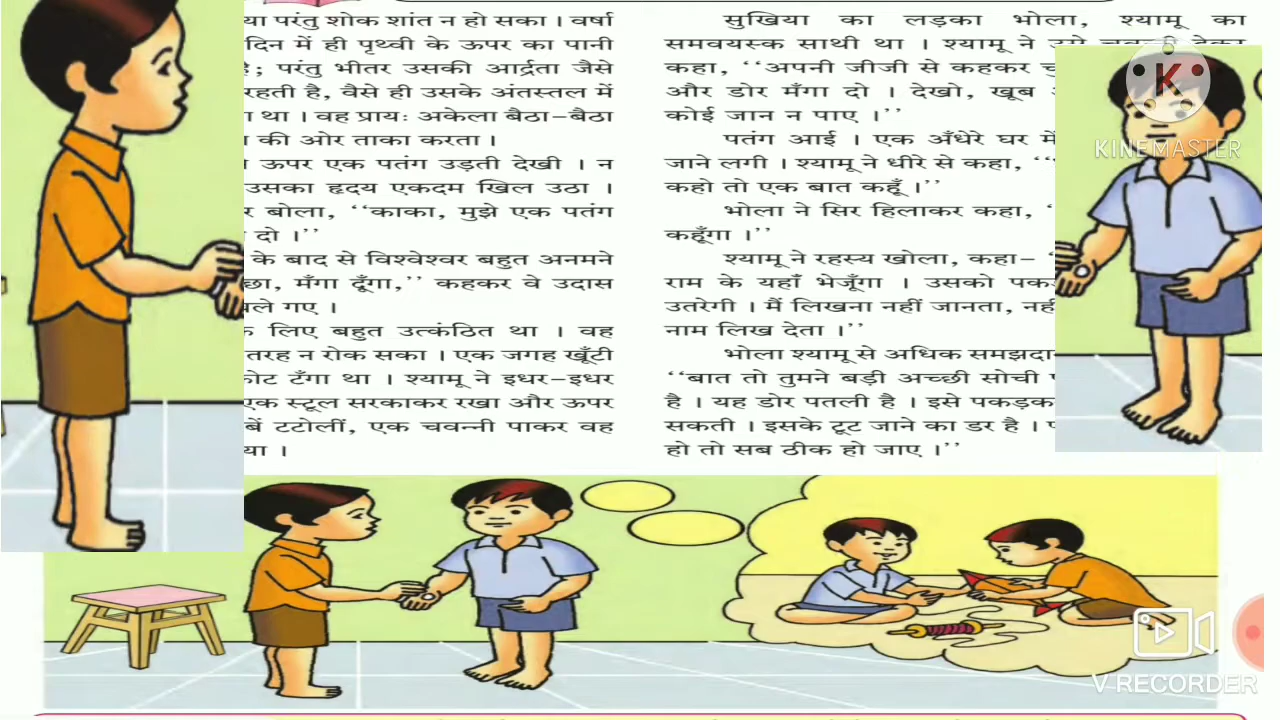 या परंतु शोक शांत न हो सका । वर्षा
दिन में ही पृथ्वी के ऊपर का पानी
है; परंतु भीतर उसकी आर्द्रता जैसे
रहती है, वैसे ही उसके अंतस्तल में
था । वह प्रायः अकेला बैठा-बैठा
की ओर ताका करता ।
ऊपर एक पतंग उड़ती देखी । न
उसका हृदय एकदम खिल उठा ।
र बोला, ‘‘काका, मुझे एक पतंग
दो ।’’
के बाद से विश्वेश्वर बहुत अनमने
छा, मँगा दूँगा,’’ कहकर वे उदास
चले गए ।
लिए बहुत उत्कंठित था । वह
तरह न रोक सका । एक जगह खूँटी
कोट टँगा था । श्यामू ने इधर-इधर
एक स्टूल सरकाकर रखा और ऊपर
बें टटोलीं, एक चवन्नी पाकर वह
या ।
सुखिया का लड़का भोला, श्यामू का
समवयस्क साथी था । श्यामू ने उसे चवन्नी देकर
कहा, ‘‘अपनी जीजी से कहकर
और डोर मँगा दो । देखो, खूब
कोई जान न पाए ।’’
पतंग आई । एक अँधेरे घर में
जाने लगी । श्यामू ने धीरे से कहा, ‘‘
कहो तो एक बात कहूँ ।’’
भोला ने सिर हिलाकर कहा, ‘
कहूँगा ।’’
श्यामू ने रहस्य खोला, कहा- ‘
राम के यहाँ भेजूँगा । उसको पक
उतरेगी । मैं लिखना नहीं जानता, नहीं
नाम लिख देता ।’’
भोला श्यामू से अधिक समझदा
‘‘बात तो तुमने बड़ी अच्छी सोची
है । यह डोर पतली है । इसे पकड़क
सकती । इसके टूट जाने का डर है ।
हो तो सब ठीक हो जाए ।’’
K
KINEMASTER
V-RECORDER